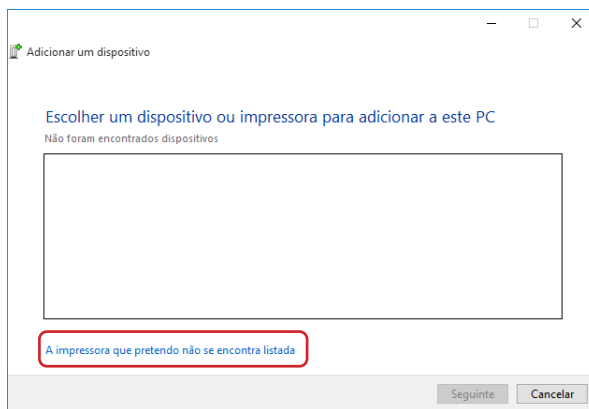 Adicionar um dispositivo
Escolher um dispositivo ou impressora para adicionar a este PC
Não foram encontrados dispositivos
A impressora que pretendo não se encontra listada
Seguinte Cancelar